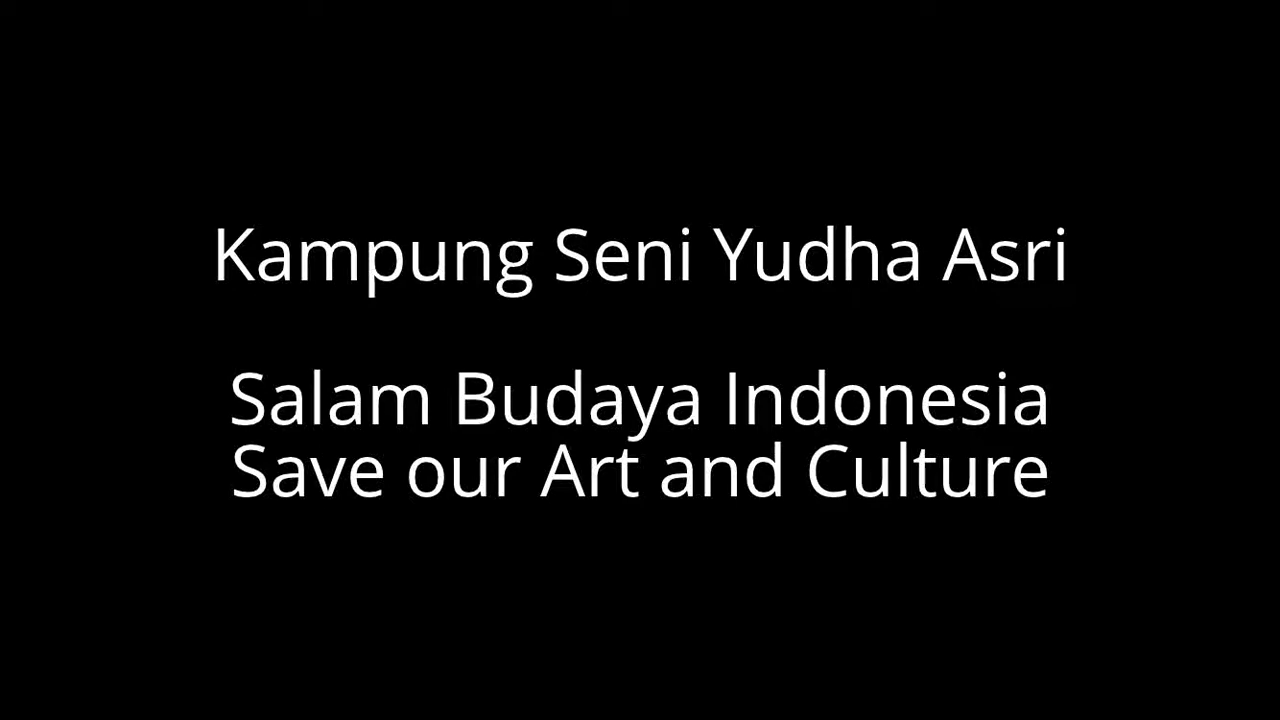 Kampung Seni Yudha Asri
Salam Budaya Indonesia
Save our Art and Culture